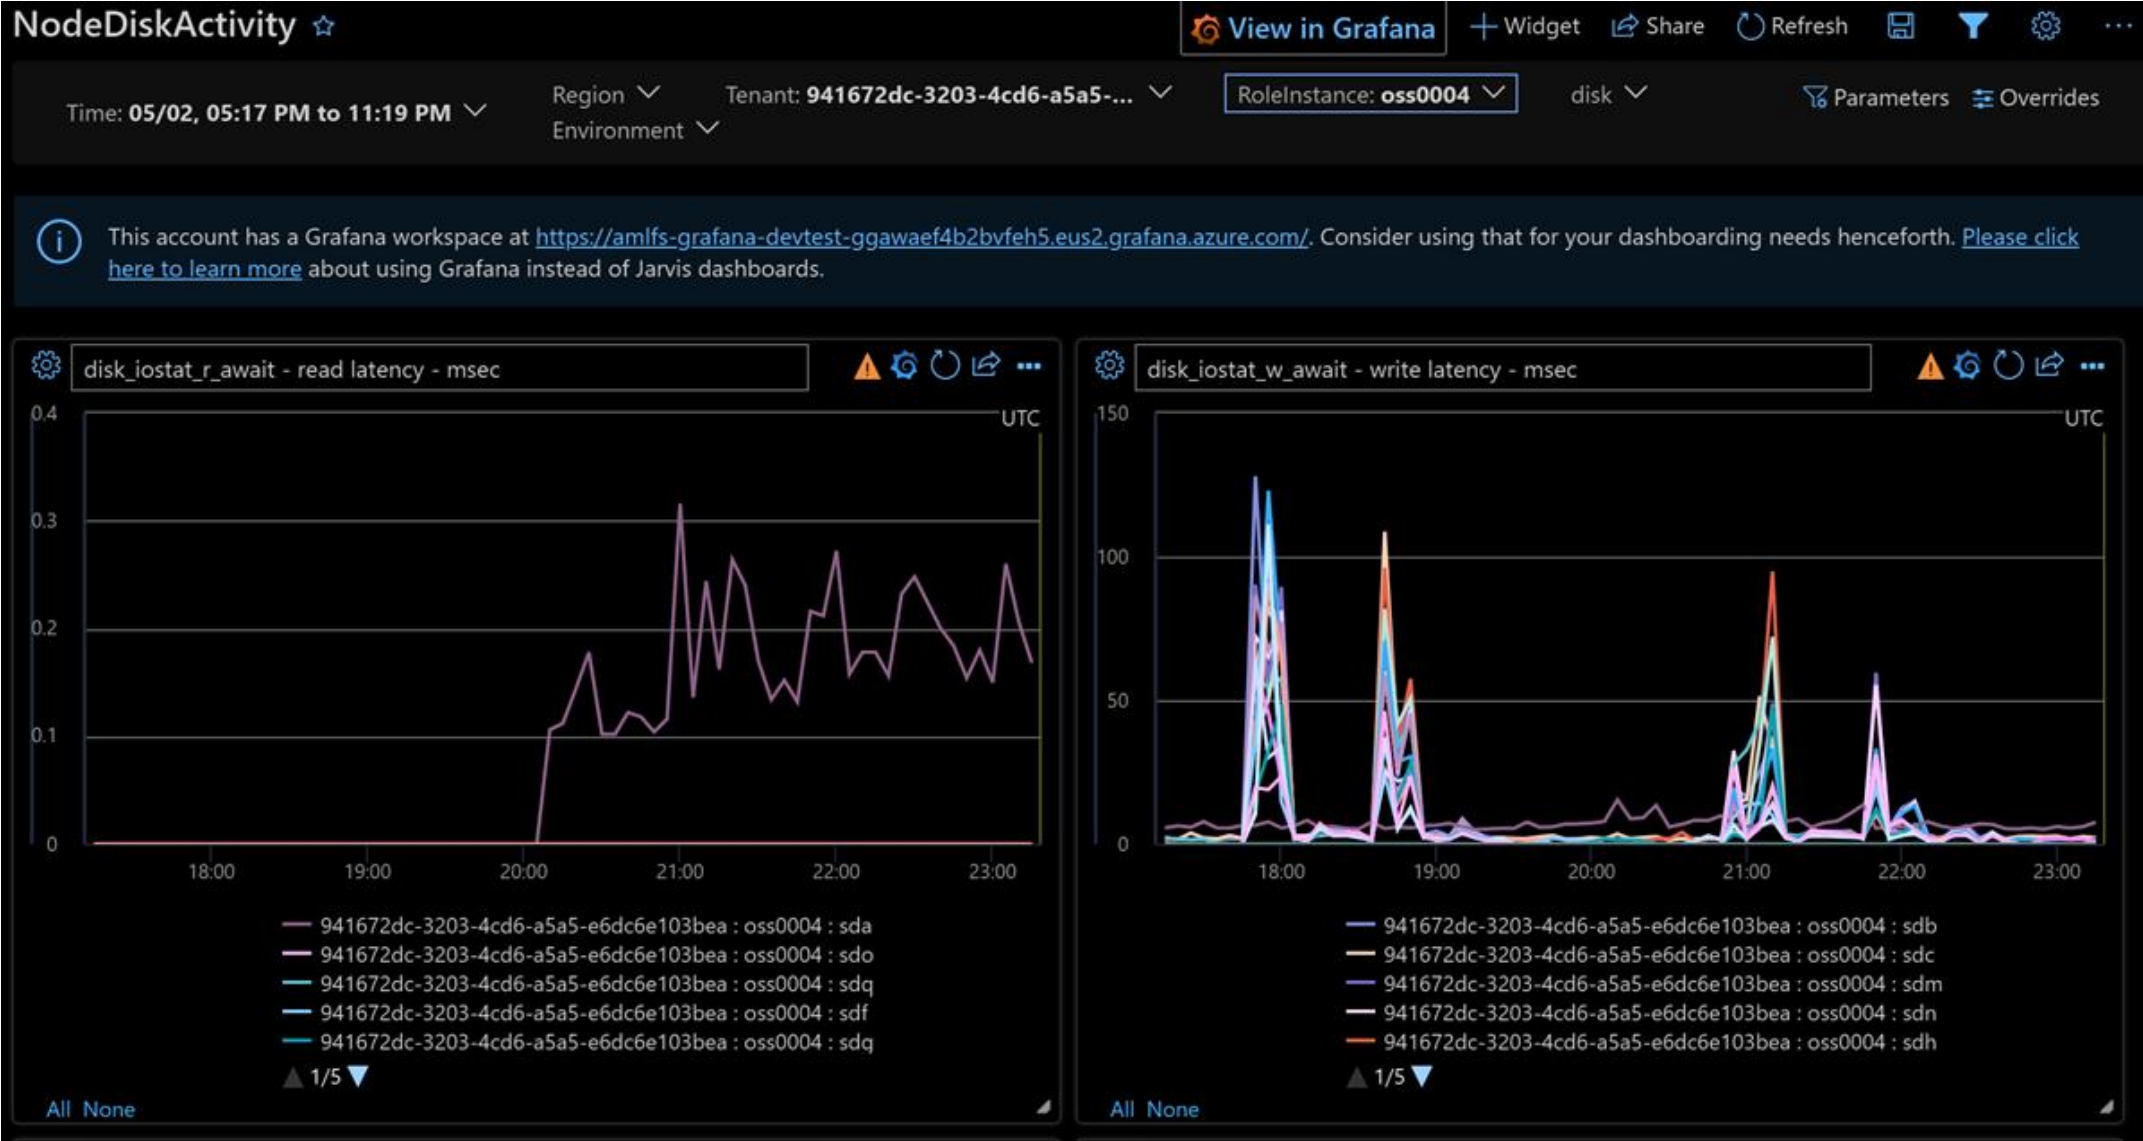 NodeDiskActivity
View in Grafana
Widget
Share
Refresh
Time: 05/02, 05:17 PM to 11:19 PM
Region
Environment
Tenant: 941672dc-3203-4cd6-a5a5-...
RoleInstance: oss0004
disk
Parameters
Overrides
This account has a Grafana workspace at https://amlfs-grafana-devtest-ggawaef4b2bvfeh5.eus2.grafana.azure.com/. Consider using that for your dashboarding needs henceforth. Please click
here to learn more about using Grafana instead of Jarvis dashboards.
disk_iostat_r_await - read latency - msec
UTC
0.4
0.3
0.2
0.1
0
18:00 19:00 20:00 21:00 22:00 23:00
941672dc-3203-4cd6-a5a5-e6dc6e103bea : oss0004 : sda
941672dc-3203-4cd6-a5a5-e6dc6e103bea : oss0004 : sdo
941672dc-3203-4cd6-a5a5-e6dc6e103bea : oss0004 : sdq
941672dc-3203-4cd6-a5a5-e6dc6e103bea : oss0004 : sdf
941672dc-3203-4cd6-a5a5-e6dc6e103bea : oss0004 : sdq
1/5
All None
disk_iostat_w_await - write latency - msec
UTC
150
100
50
0
18:00 19:00 20:00 21:00 22:00 23:00
941672dc-3203-4cd6-a5a5-e6dc6e103bea : oss0004 : sdb
941672dc-3203-4cd6-a5a5-e6dc6e103bea : oss0004 : sdc
941672dc-3203-4cd6-a5a5-e6dc6e103bea : oss0004 : sdm
941672dc-3203-4cd6-a5a5-e6dc6e103bea : oss0004 : sdn
941672dc-3203-4cd6-a5a5-e6dc6e103bea : oss0004 : sdh
1/5
All None